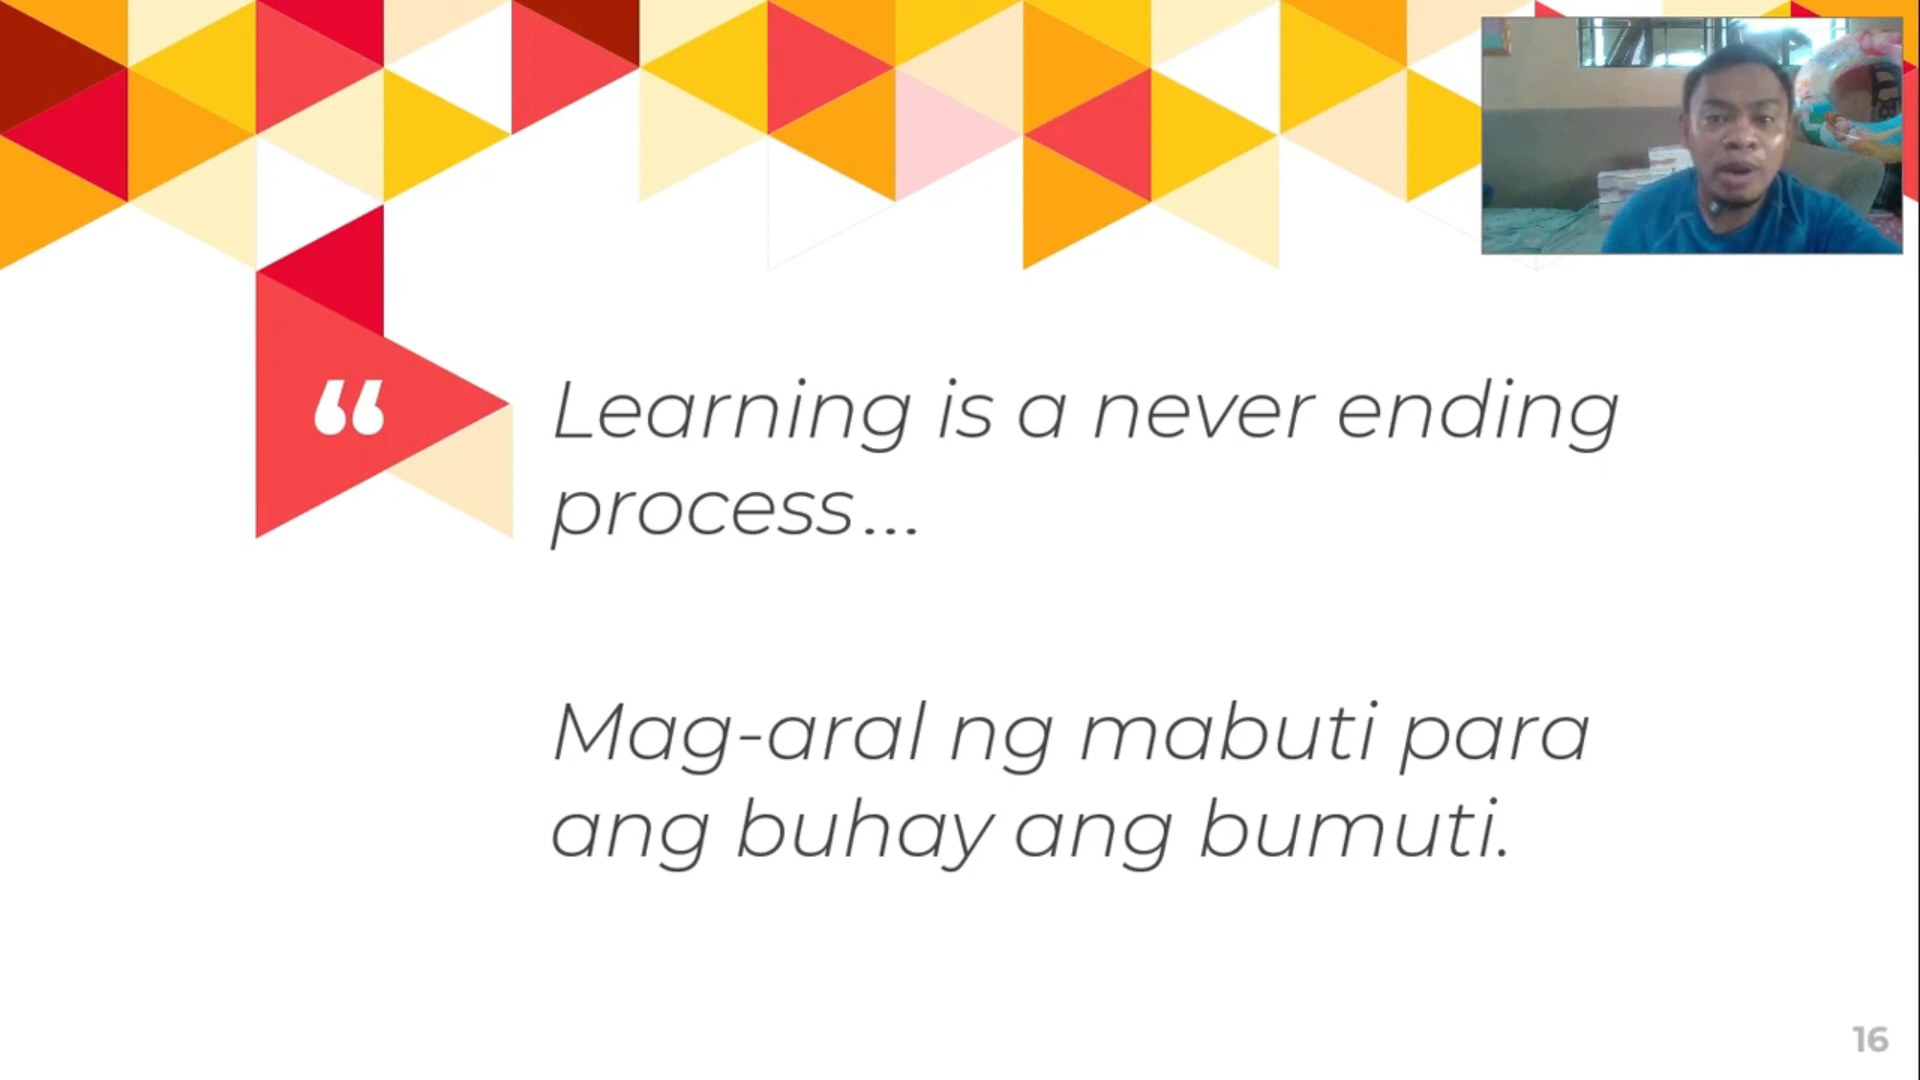 “
Learning is a never ending
process...
Mag-aral ng mabuti para
ang buhay ang bumuti.
16